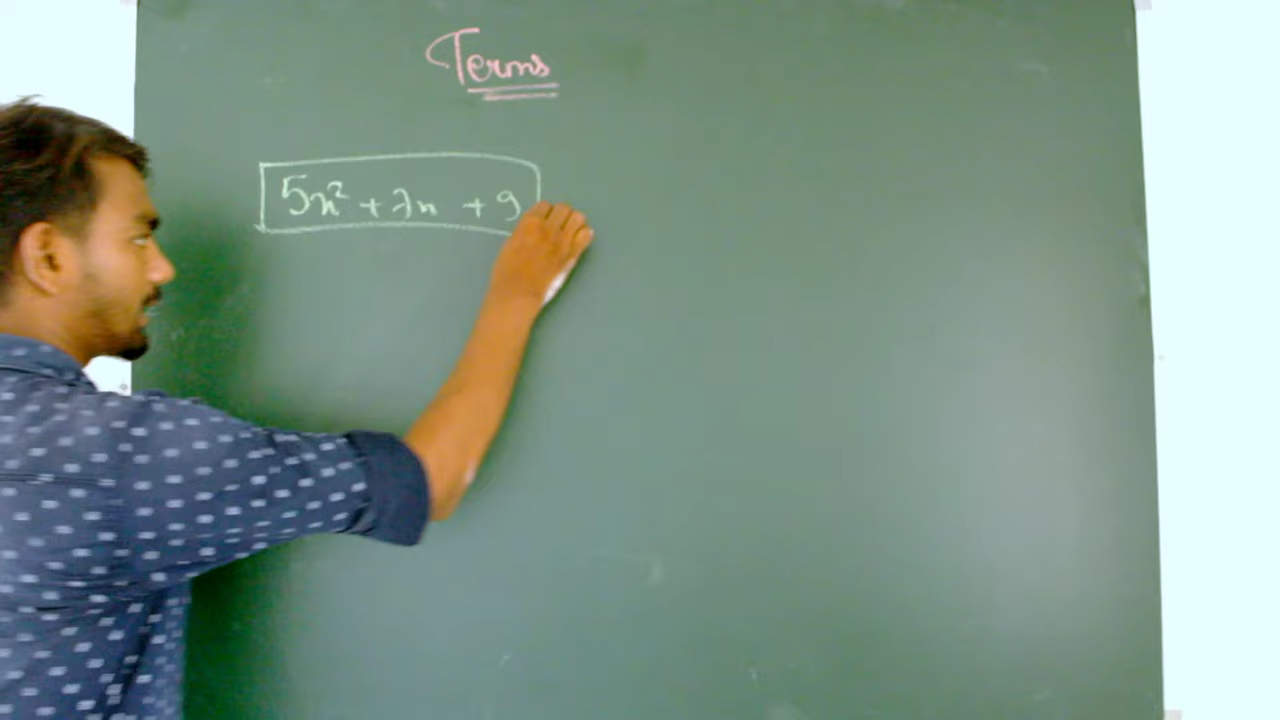 Terms
5x² + 7x + 9